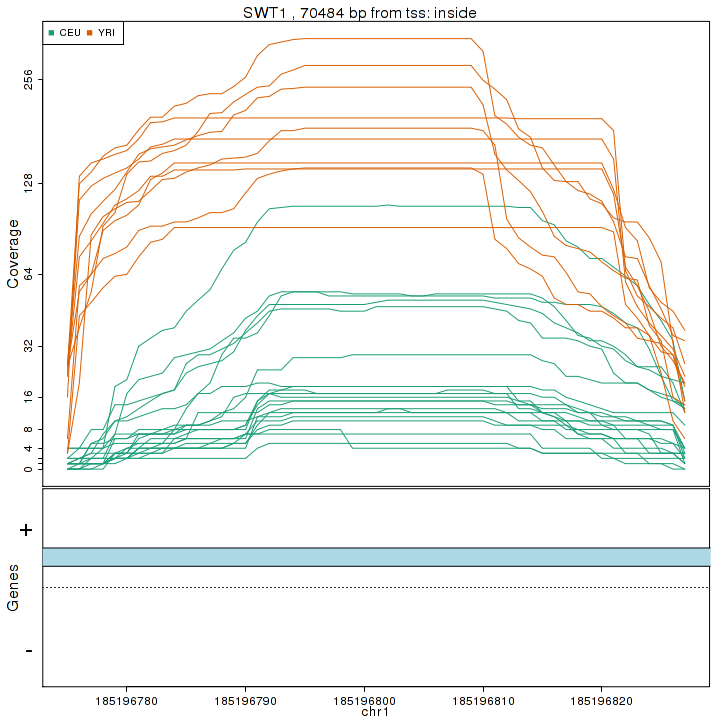 SWT1 , 70484 bp from tss: inside
CEU YRI
256
128
64
32
16
8
4
0
Coverage
+
-
Genes
185196780 185196790 185196800 185196810 185196820
chr1